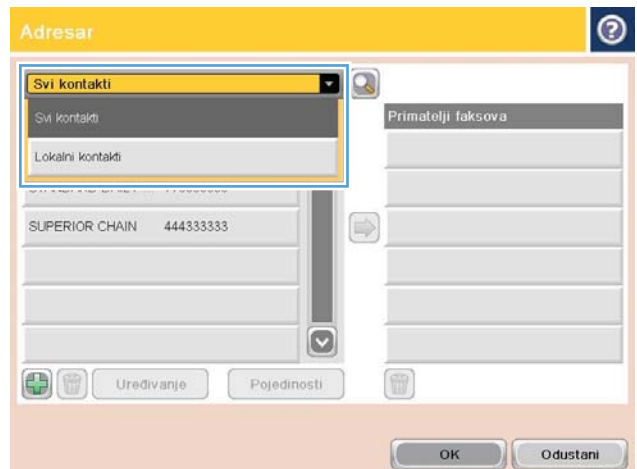 Adresar
Svi kontakti
Svi kontakti
Primatelji faksova
Lokalni kontakti
SUPERIOR CHAIN 444333333
Uređivanje
Pojedinosti
OK
Odustani